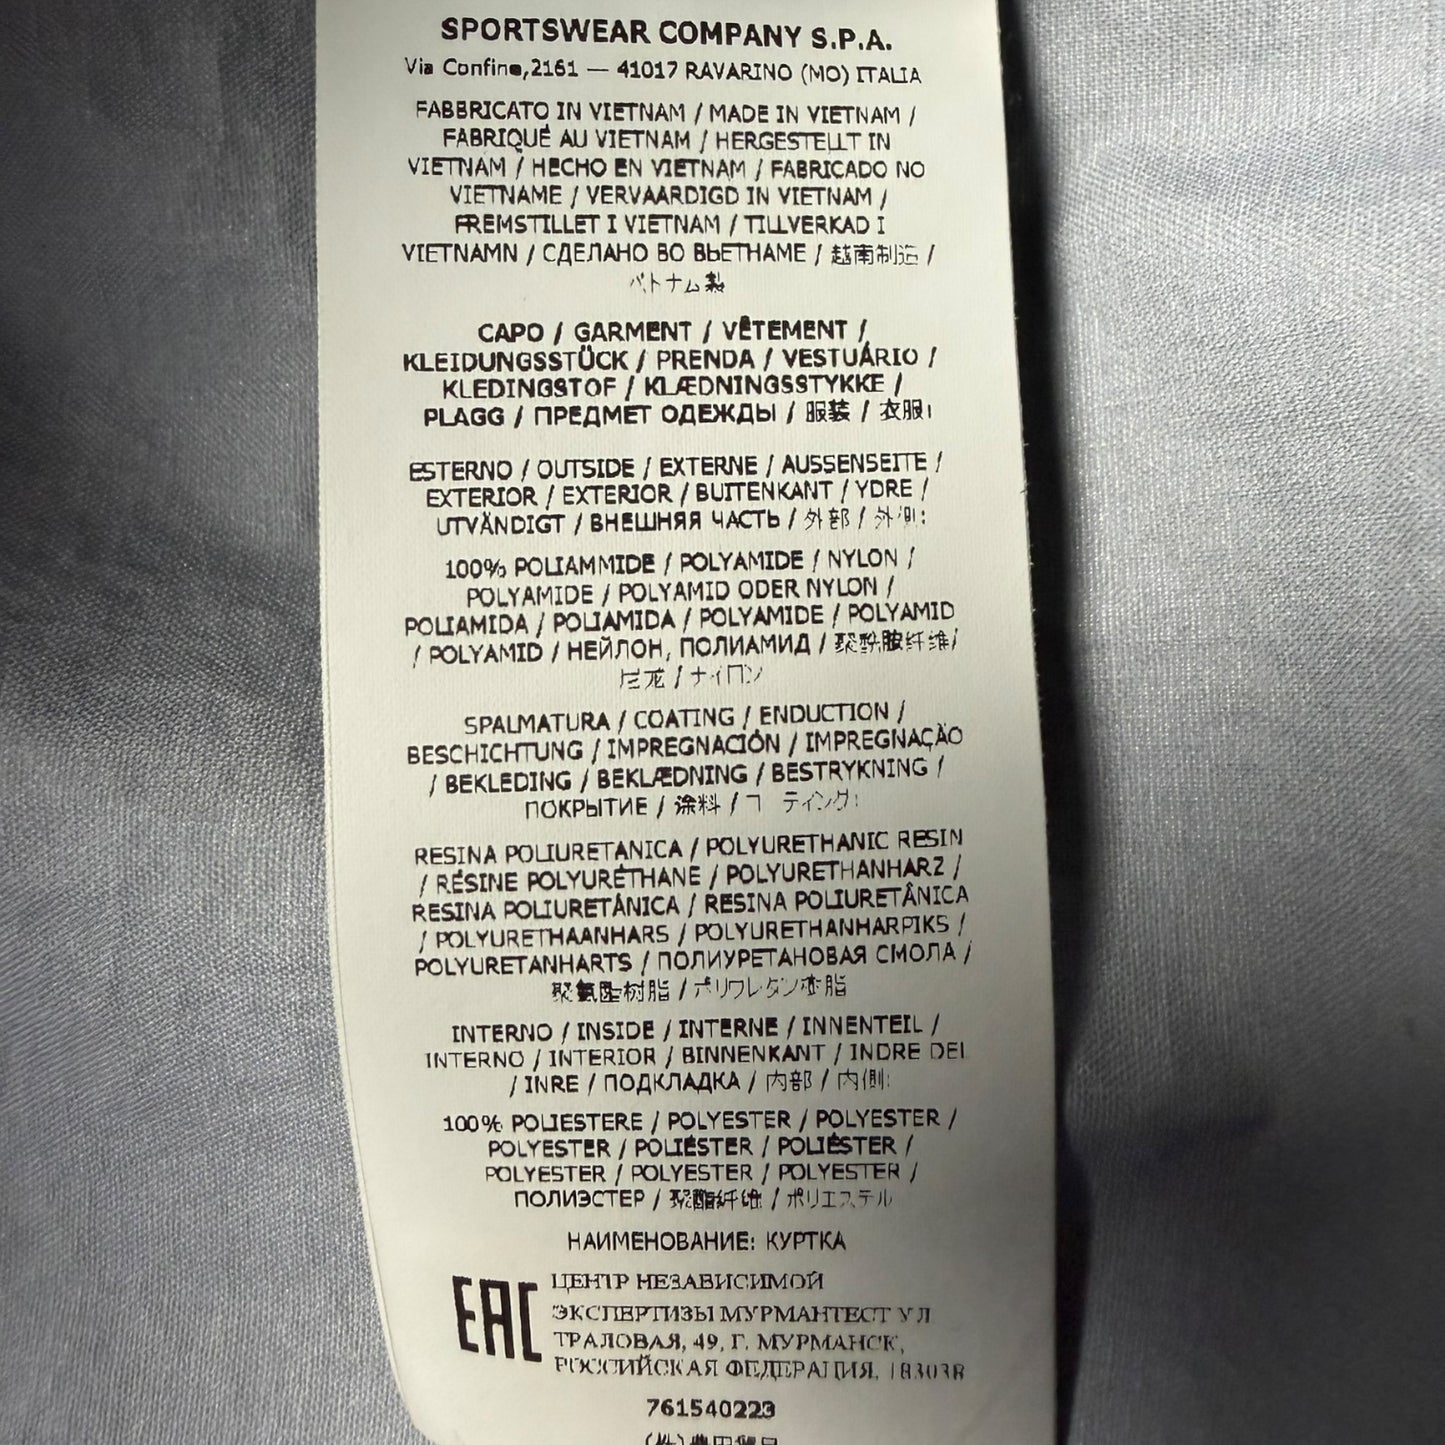 SPORTSWEAR COMPANY S.P.A.
Via Confine,2161 — 41017 RAVARINO (MO) ITALIA
FABBRICATO IN VIETNAM / MADE IN VIETNAM /
FABRIQUÉ AU VIETNAM / HERGESTELLT IN
VIETNAM / HECHO EN VIETNAM / FABRICADO NO
VIETNAME / VERVAARDIGD IN VIETNAM /
FREMSTILLET I VIETNAM / TILLVERKAD I
VIETNAMN / СДЕЛАНО ВО ВЬЕТНАМЕ / 越南制造 /
ベトナム製
CAPO / GARMENT / VÊTEMENT /
KLEIDUNGSSTÜCK / PRENDA / VESTUÁRIO /
KLEDINGSTOF / KLÆDNINGSSTYKKE /
PLAGG / ПРЕДМЕТ ОДЕЖДЫ / 服装 / 衣服:
ESTERNO / OUTSIDE / EXTERNE / AUSSENSEITE /
EXTERIOR / EXTERIOR / BUITENKANT / YDRE /
UTVÄNDIGT / ВНЕШНЯЯ ЧАСТЬ / 外部 / 外側:
100% POLIAMMIDE / POLYAMIDE / NYLON /
POLYAMIDE / POLYAMID ODER NYLON /
POLIAMIDA / POLIAMIDA / POLYAMIDE / POLYAMID
/ POLYAMID / НЕЙЛОН, ПОЛИАМИД / 聚酰胺纤维/
尼龙 / ナイロン
SPALMATURA / COATING / ENDUCTION /
BESCHICHTUNG / IMPREGNACIÓN / IMPREGNAÇÃO
/ BEKLEDING / BEKLÆDNING / BESTRYKNING /
ПОКРЫТИЕ / 涂料 / コーティング:
RESINA POLIURETANICA / POLYURETHANIC RESIN
/ RÉSINE POLYURÉTHANE / POLYURETHANHARZ /
RESINA POLIURETÂNICA / RESINA POLIURETÂNICA
/ POLYURETHAANHARS / POLYURETHANHARPIKS /
POLYURETANHARTS / ПОЛИУРЕТАНОВАЯ СМОЛА /
聚氨酯树脂 / ポリウレタン樹脂
INTERNO / INSIDE / INTERNE / INNENTEIL /
INTERNO / INTERIOR / BINNENKANT / INDRE DEL
/ INRE / ПОДКЛАДКА / 内部 / 内側:
100% POLIESTERE / POLYESTER / POLYESTER /
POLYESTER / POLIÉSTER / POLIÉSTER /
POLYESTER / POLYESTER / POLYESTER /
ПОЛИЭСТЕР / 聚酯纤维 / ポリエステル
НАИМЕНОВАНИЕ: КУРТКА
EAC
ЦЕНТР НЕЗАВИСИМОЙ
ЭКСПЕРТИЗЫ МУРМАНТЕСТ УЛ
ТРАЛОВАЯ, 49, Г. МУРМАНСК,
РОССИЙСКАЯ ФЕДЕРАЦИЯ, 183038
761540223